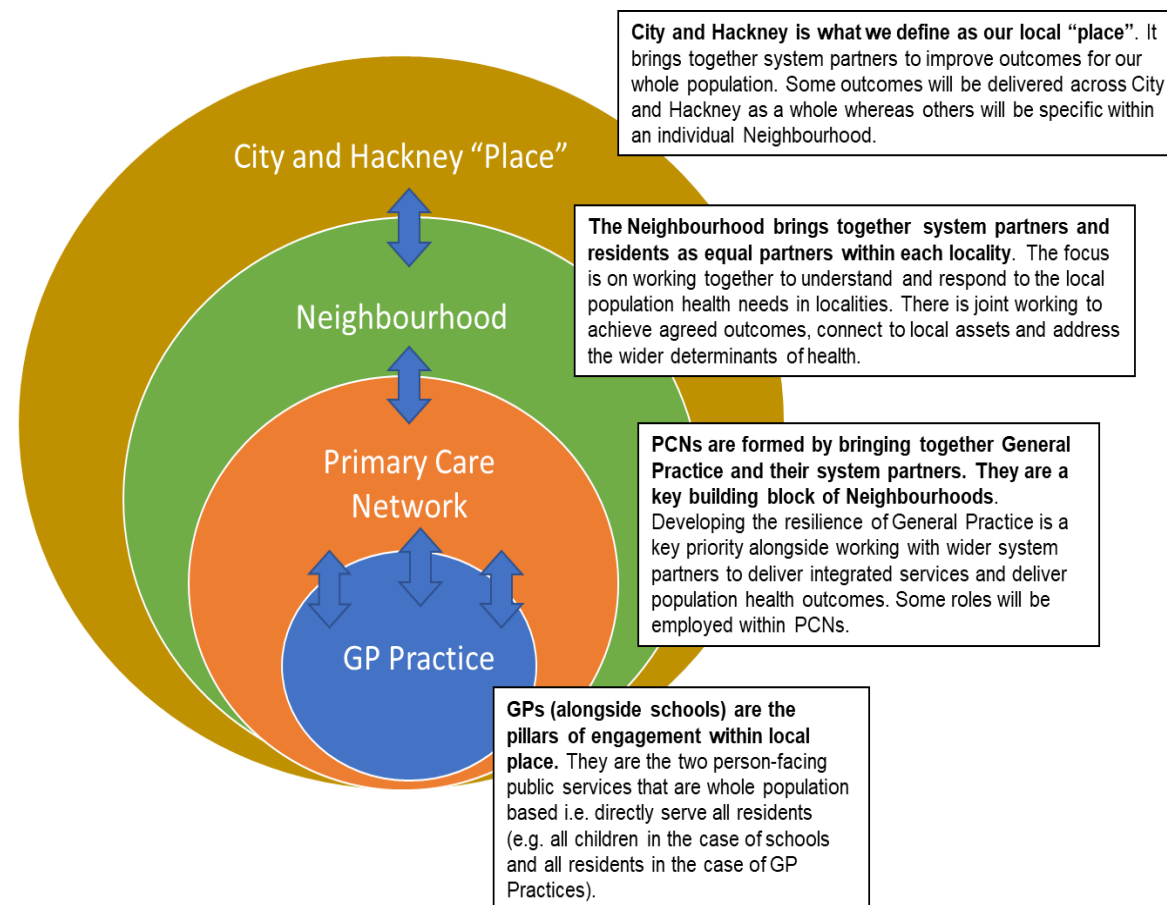 City and Hackney is what we define as our local “place”. It
brings together system partners to improve outcomes for our
whole population. Some outcomes will be delivered across City
and Hackney as a whole whereas others will be specific within
an individual Neighbourhood.
City and Hackney “Place”
The Neighbourhood brings together system partners and
residents as equal partners within each locality. The focus
is on working together to understand and respond to the local
population health needs in localities. There is joint working to
achieve agreed outcomes, connect to local assets and address
the wider determinants of health.
Neighbourhood
PCNs are formed by bringing together General
Practice and their system partners. They are a
key building block of Neighbourhoods.
Developing the resilience of General Practice is a
key priority alongside working with wider system
partners to deliver integrated services and deliver
population health outcomes. Some roles will be
employed within PCNs.
Primary Care
Network
GP Practice
GPs (alongside schools) are the
pillars of engagement within local
place. They are the two person-facing
public services that are whole population
based i.e. directly serve all residents
(e.g. all children in the case of schools
and all residents in the case of GP
Practices).